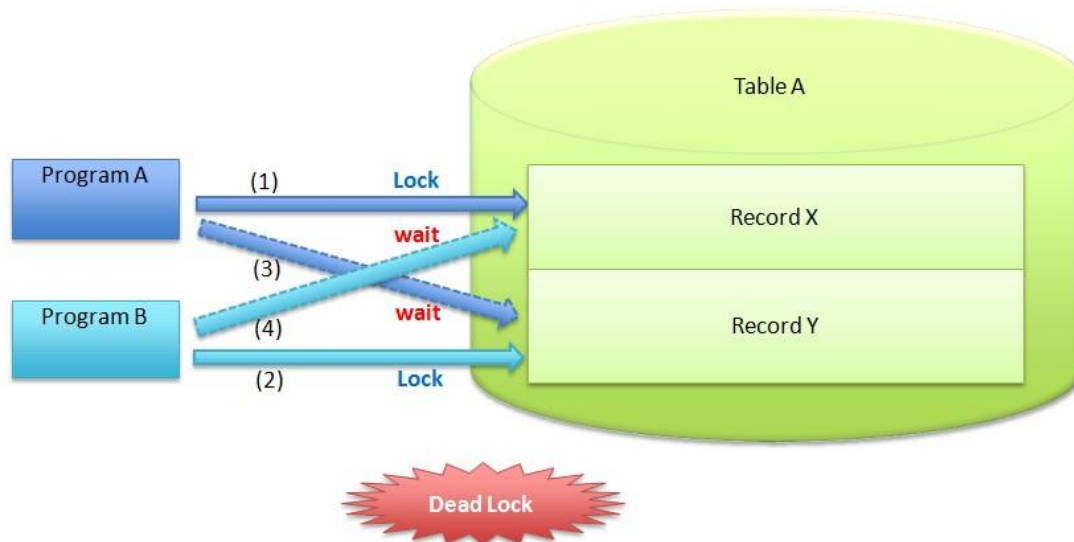 Table A
Program A
(1)
Lock
Record X
wait
(3)
Program B
(4)
wait
Record Y
(2)
Lock
Dead Lock